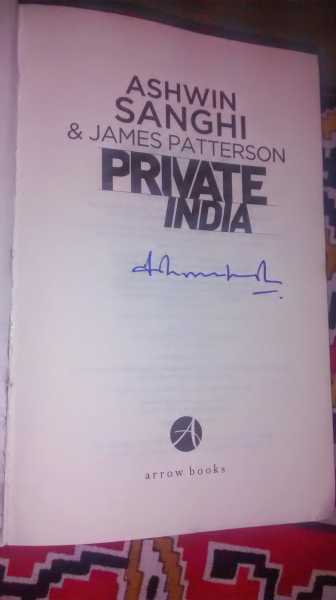 ASHWIN
SANGHI
& JAMES PATTERSON
PRIVATE
INDIA
A
arrow books